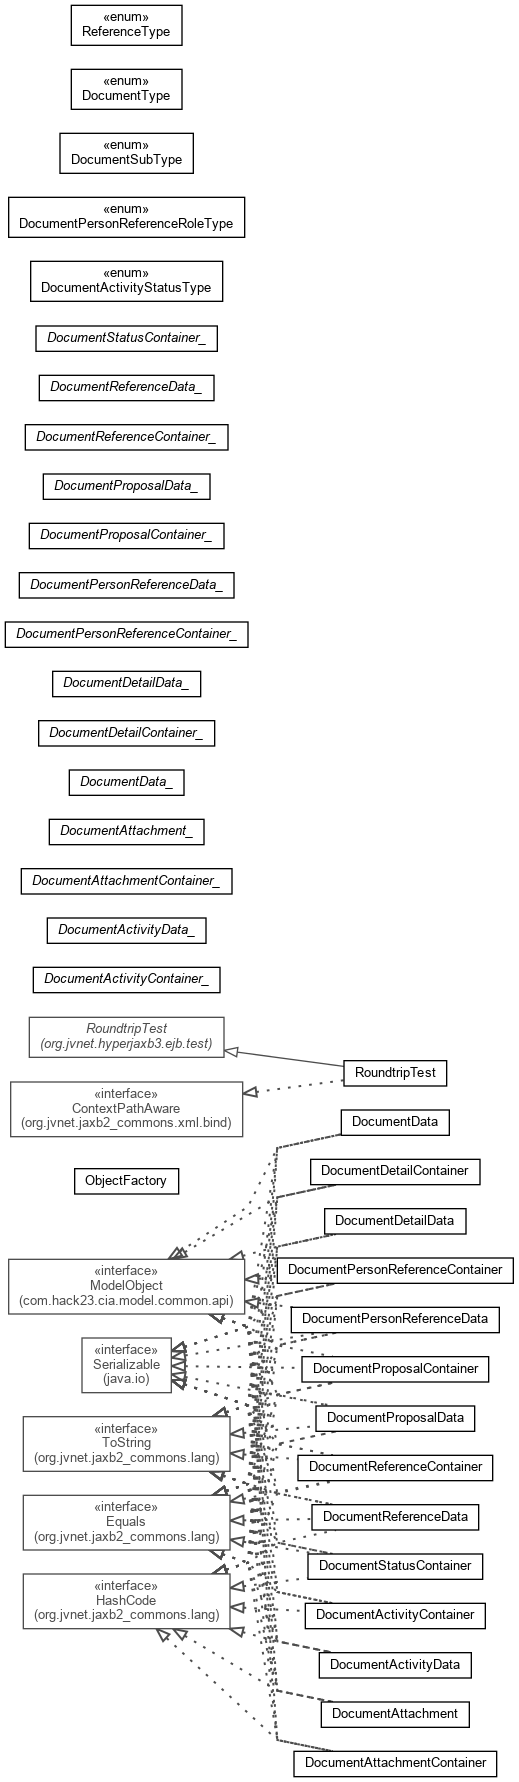 «enum»
ReferenceType
«enum»
DocumentType
«enum»
DocumentSubType
«enum»
DocumentPersonReferenceRoleType
«enum»
DocumentActivityStatusType
DocumentStatusContainer_
DocumentReferenceData_
DocumentReferenceContainer_
DocumentProposalData_
DocumentProposalContainer_
DocumentPersonReferenceData_
DocumentPersonReferenceContainer_
DocumentDetailData_
DocumentDetailContainer_
DocumentData_
DocumentAttachment_
DocumentAttachmentContainer_
DocumentActivityData_
DocumentActivityContainer_
RoundtripTest
(org.jvnet.hyperjaxb3.ejb.test)
RoundtripTest
«interface»
ContextPathAware
(org.jvnet.jaxb2_commons.xml.bind)
DocumentData
DocumentDetailContainer
ObjectFactory
DocumentDetailData
«interface»
ModelObject
(com.hack23.cia.model.common.api)
DocumentPersonReferenceContainer
DocumentPersonReferenceData
«interface»
Serializable
(java.io)
DocumentProposalContainer
DocumentProposalData
«interface»
ToString
(org.jvnet.jaxb2_commons.lang)
DocumentReferenceContainer
DocumentReferenceData
«interface»
Equals
(org.jvnet.jaxb2_commons.lang)
DocumentStatusContainer
«interface»
HashCode
(org.jvnet.jaxb2_commons.lang)
DocumentActivityContainer
DocumentActivityData
DocumentAttachment
DocumentAttachmentContainer